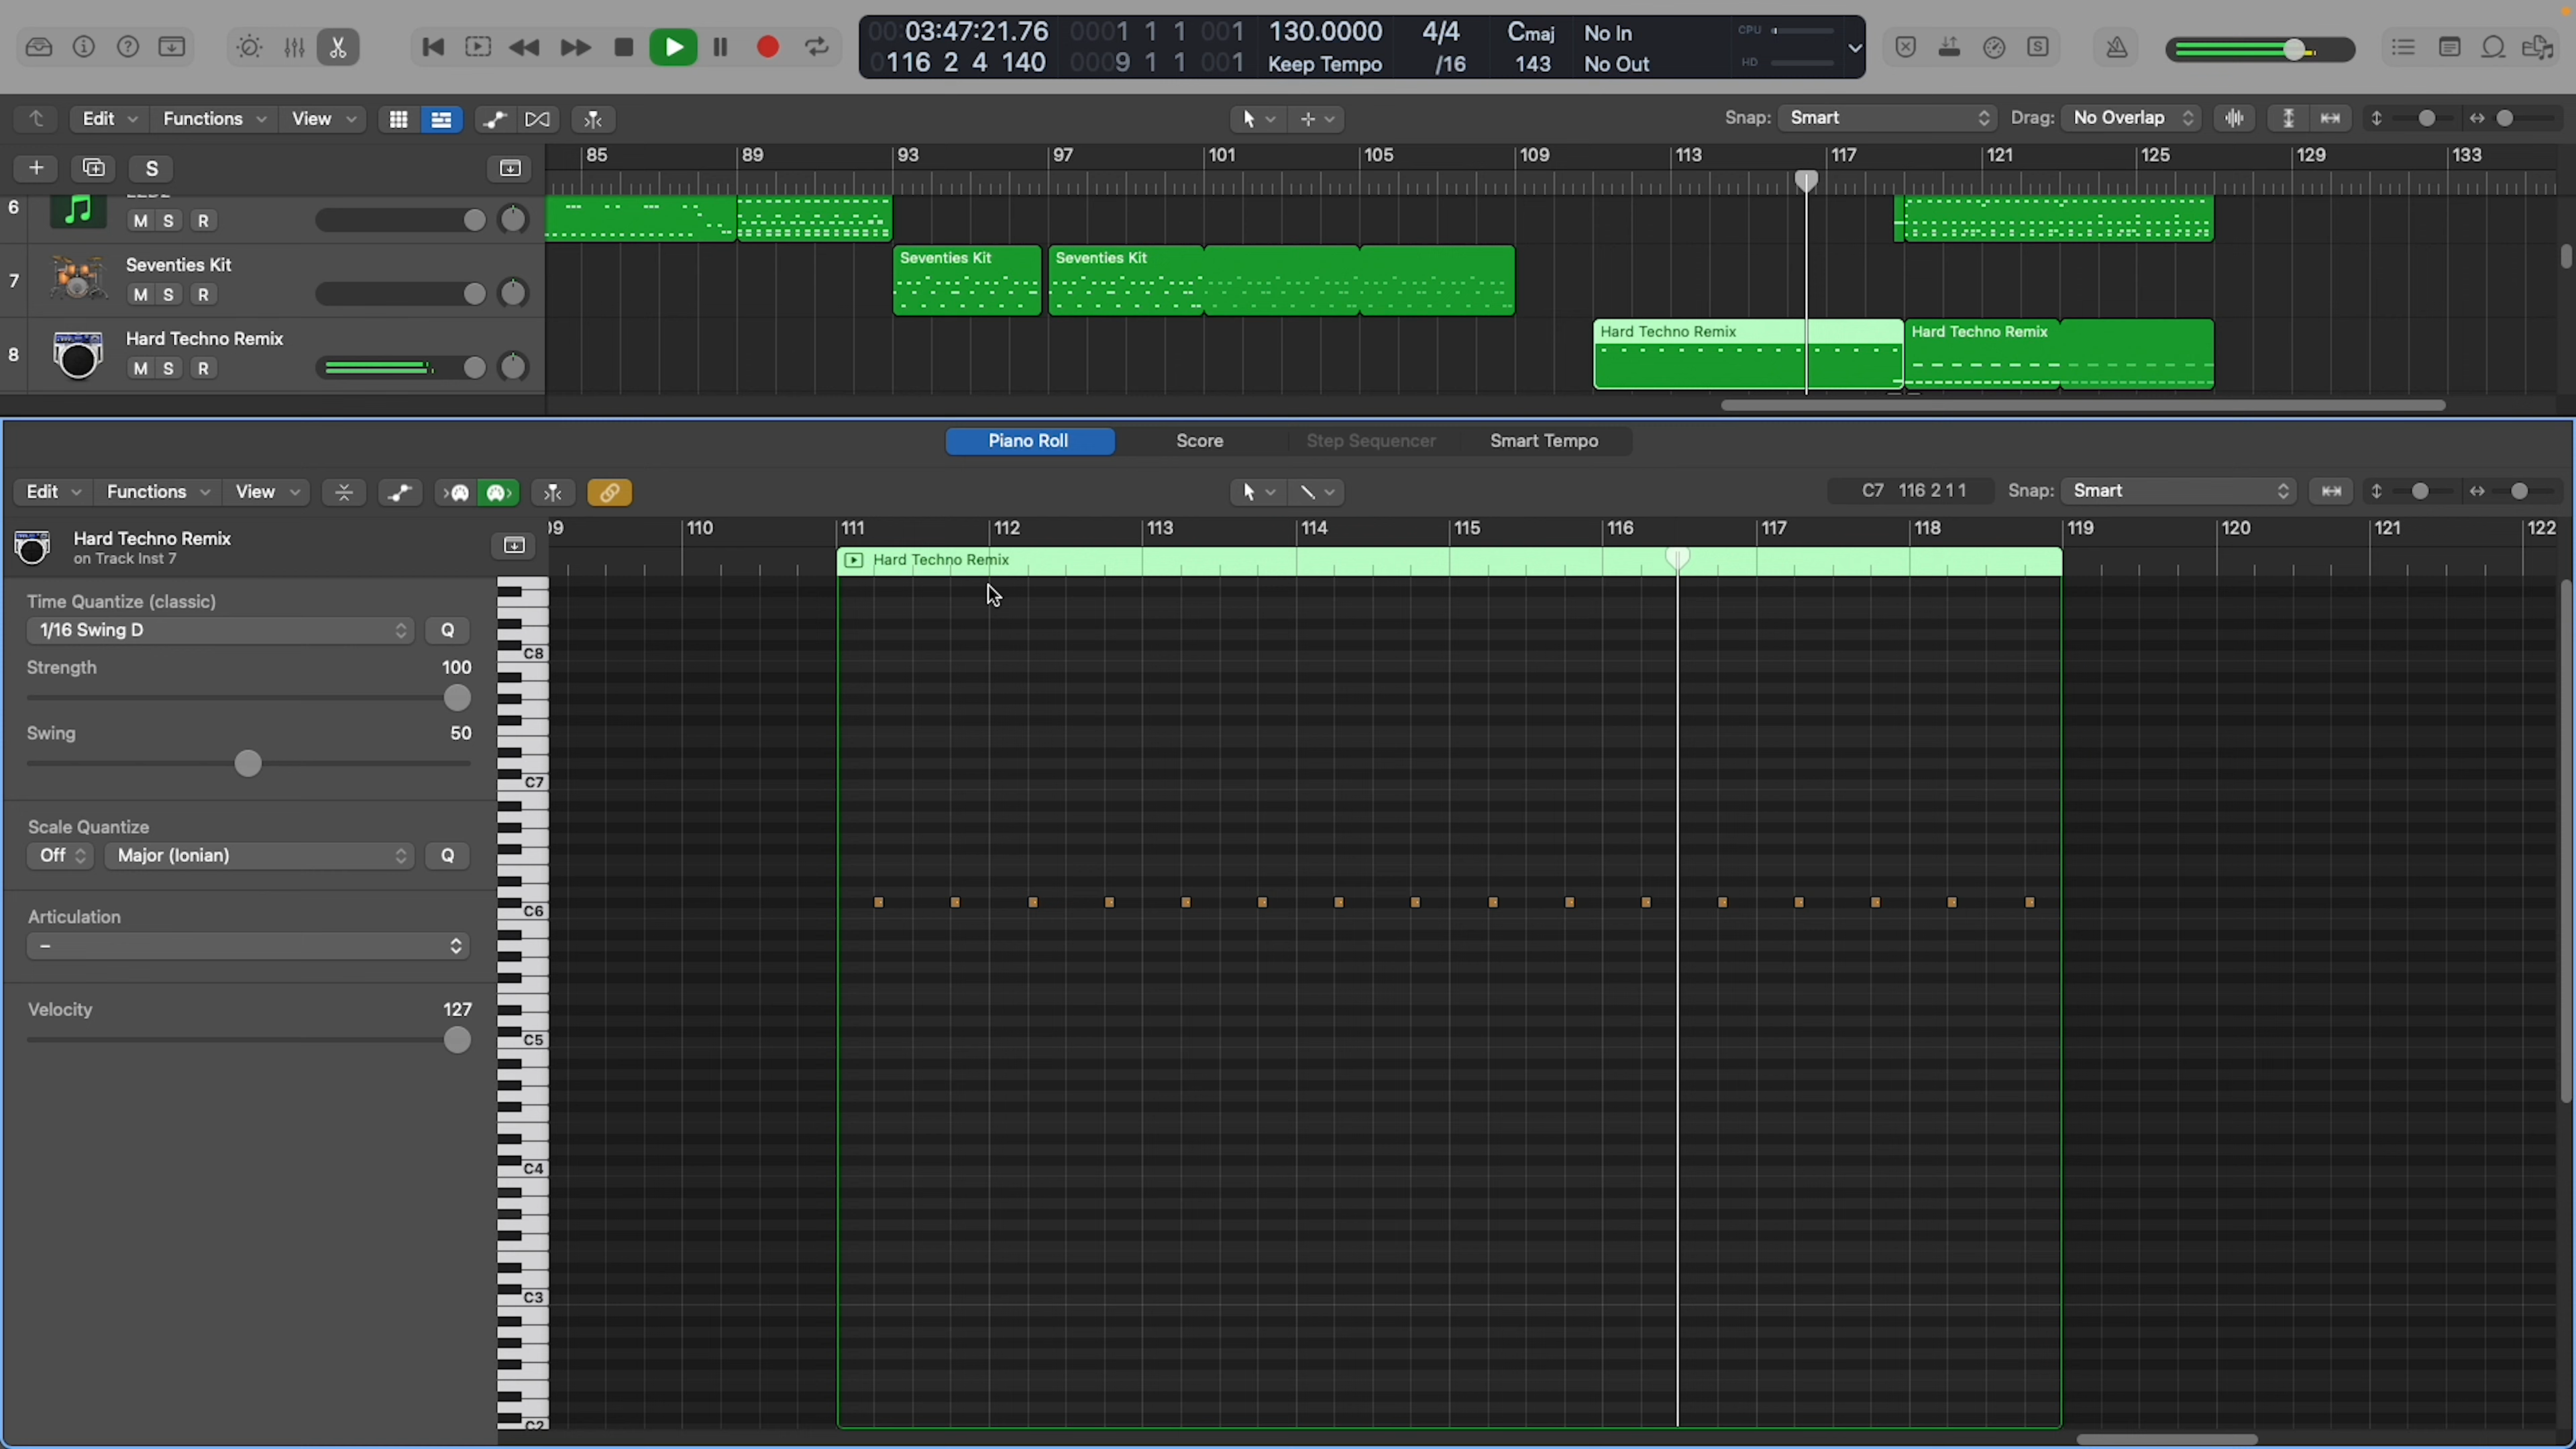 00:03:47:21.76 0001 1 1 001 130.0000 4/4 Cmaj No In CPU
0116 2 4 140 0009 1 1 001 Keep Tempo /16 143 No Out HD
Edit Functions View Snap: Smart Drag: No Overlap
S 85 89 93 97 101 105 109 113 117 121 125 129 133
6 M S R
7 Seventies Kit M S R Seventies Kit Seventies Kit
8 Hard Techno Remix M S R Hard Techno Remix Hard Techno Remix
Piano Roll Score Step Sequencer Smart Tempo
Edit Functions View C7 116 2 1 1 Snap: Smart
Hard Techno Remix
on Track Inst 7
09 110 111 112 113 114 115 116 117 118 119 120 121 122
Hard Techno Remix
Time Quantize (classic)
1/16 Swing D Q
Strength 100
Swing 50
Scale Quantize
Off Major (Ionian) Q
Articulation
–
Velocity 127
C8
C7
C6
C5
C4
C3
C2